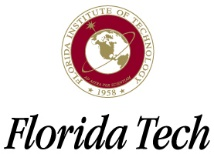 FLORIDA INSTITUTE OF TECHNOLOGY
1958
Florida Tech